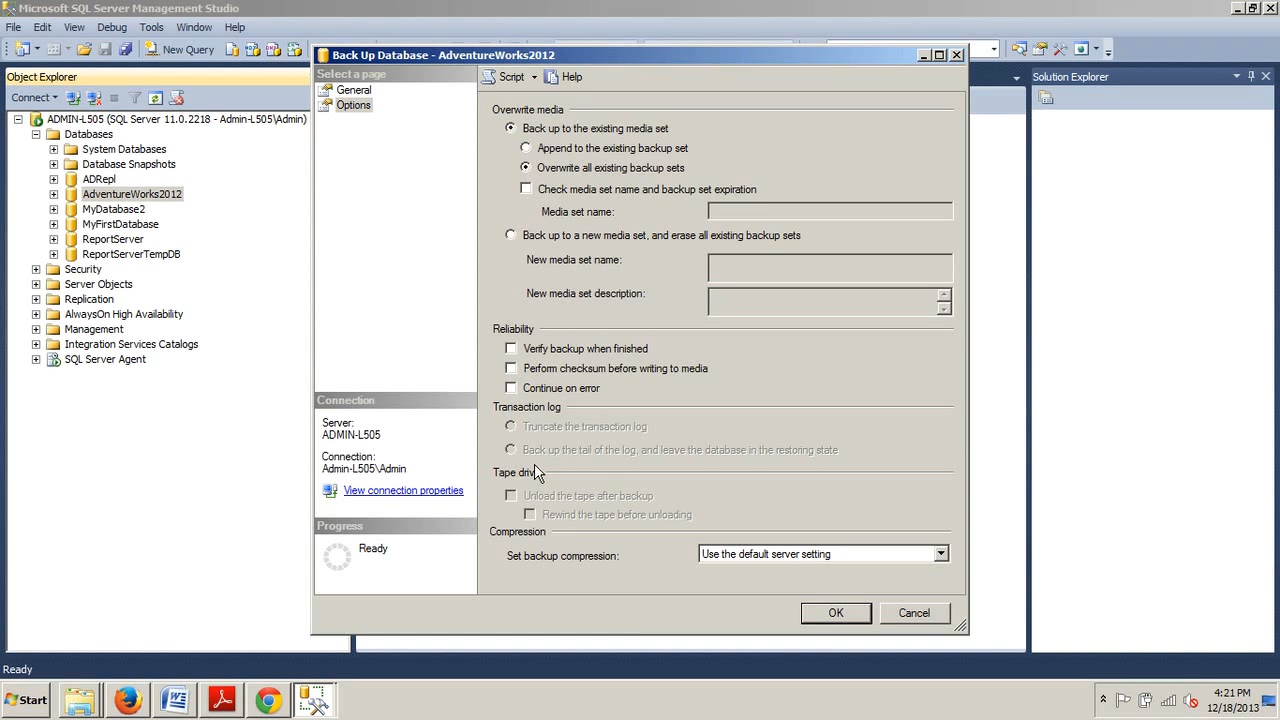 Microsoft SQL Server Management Studio
File Edit View Debug Tools Window Help
New Query
Object Explorer
Connect
ADMIN-L505 (SQL Server 11.0.2218 - Admin-L505\Admin)
Databases
System Databases
Database Snapshots
ADRepl
AdventureWorks2012
MyDatabase2
MyFirstDatabase
ReportServer
ReportServerTempDB
Security
Server Objects
Replication
AlwaysOn High Availability
Management
Integration Services Catalogs
SQL Server Agent
Back Up Database - AdventureWorks2012
Select a page
General
Options
Connection
Server:
ADMIN-L505
Connection:
Admin-L505\Admin
View connection properties
Progress
Ready
Script Help
Overwrite media
Back up to the existing media set
Append to the existing backup set
Overwrite all existing backup sets
Check media set name and backup set expiration
Media set name:
Back up to a new media set, and erase all existing backup sets
New media set name:
New media set description:
Reliability
Verify backup when finished
Perform checksum before writing to media
Continue on error
Transaction log
Truncate the transaction log
Back up the tail of the log, and leave the database in the restoring state
Tape drive
Unload the tape after backup
Rewind the tape before unloading
Compression
Set backup compression: Use the default server setting
OK Cancel
Solution Explorer
Ready
Start
4:21 PM
12/18/2013